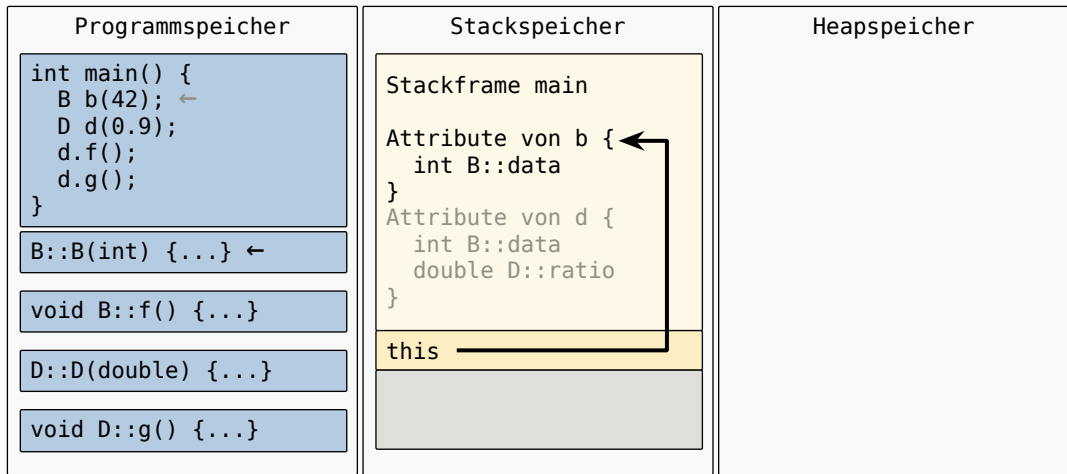 Programmspeicher
int main() {
  B b(42); ←
  D d(0.9);
  d.f();
  d.g();
}
B::B(int) {...} ←
void B::f() {...}
D::D(double) {...}
void D::g() {...}
Stackspeicher
Stackframe main
Attribute von b {
  int B::data
}
Attribute von d {
  int B::data
  double D::ratio
}
this
Heapspeicher